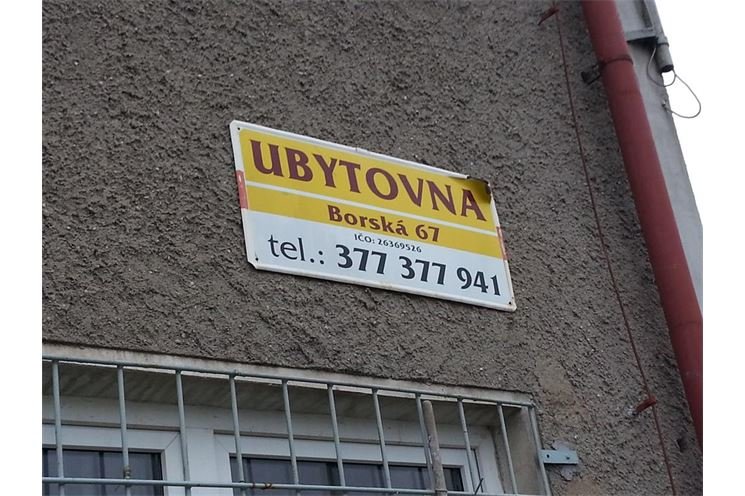 UBYTOVNA
Borská 67
IČO: 26369526
tel.: 377 377 941